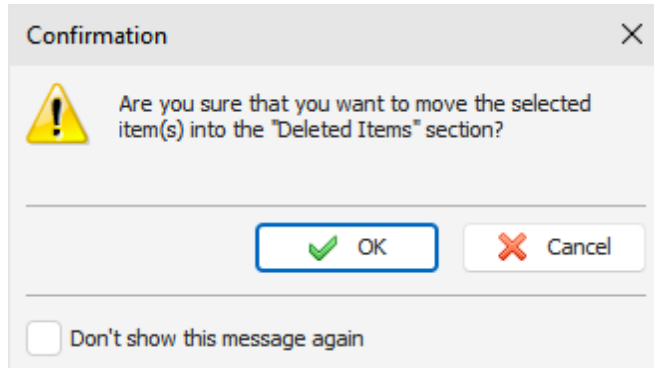 Confirmation
Are you sure that you want to move the selected
item(s) into the "Deleted Items" section?
OK
Cancel
Don't show this message again